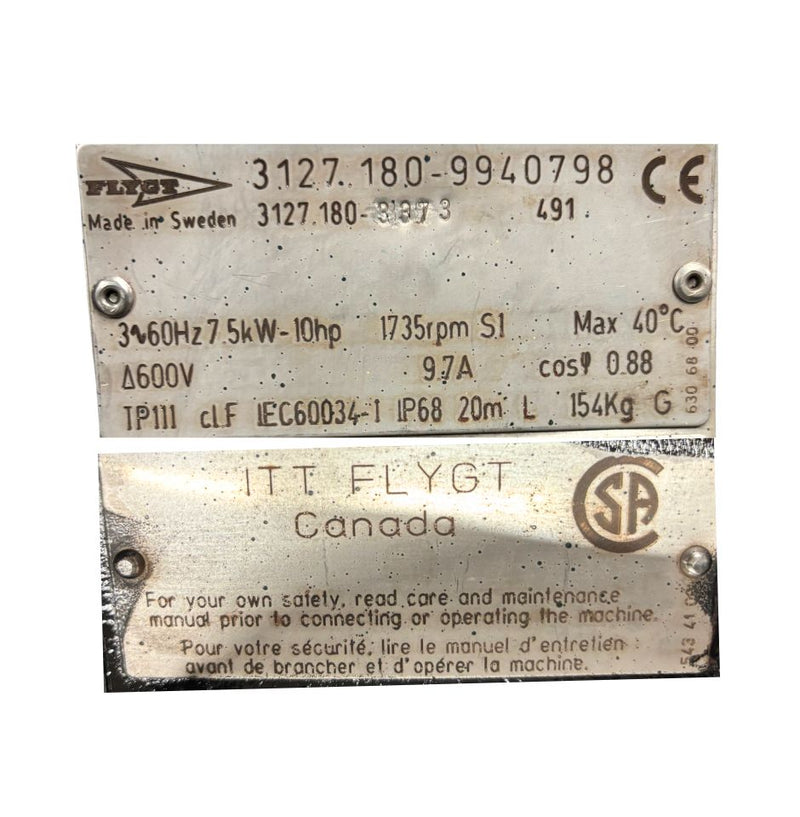 FLYGT 3127.180-9940798 CE
Made in Sweden 3127.180- 491
3~60Hz 7.5kW-10hp 1735rpm S1 Max 40°C
Δ600V 9.7A cosφ 0.88
TP111 cl.F IEC60034-1 IP68 20m L 154Kg G
630 68 00
ITT FLYGT
Canada
CSA
For your own safety, read care and maintenance
manual prior to connecting or operating the machine.
Pour votre sécurité, lire le manuel d'entretien
avant de brancher et d'opérer la machine.
543 41